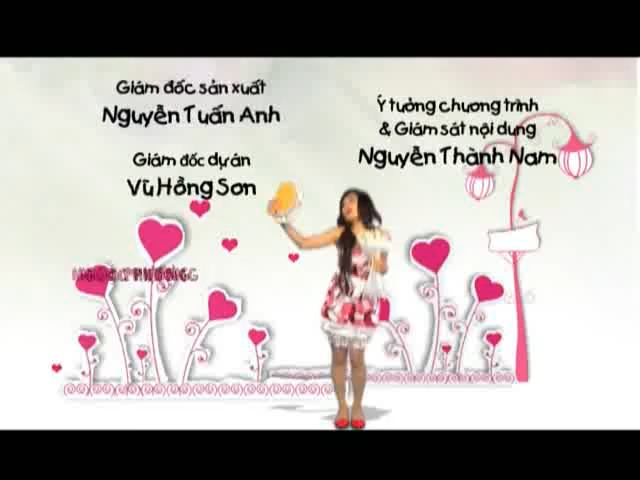 Giám đốc sản xuất
Nguyễn Tuấn Anh
Giám đốc dự án
Vũ Hồng Sơn
Ý tưởng chương trình
& Giám sát nội dung
Nguyễn Thành Nam